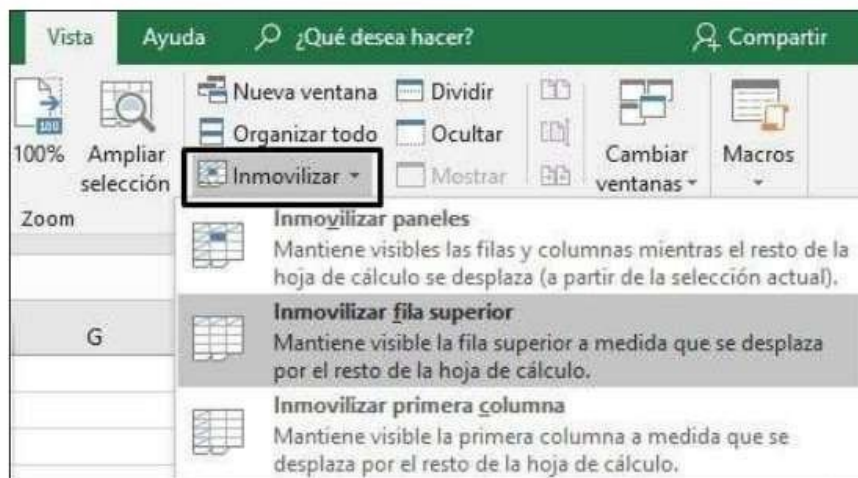 Vista Ayuda ¿Qué desea hacer? Compartir
Nueva ventana Dividir
Organizar todo Ocultar
100% Ampliar selección Inmovilizar Mostrar Cambiar ventanas Macros
Zoom
Inmovilizar paneles
Mantiene visibles las filas y columnas mientras el resto de la
hoja de cálculo se desplaza (a partir de la selección actual).
Inmovilizar fila superior
Mantiene visible la fila superior a medida que se desplaza
por el resto de la hoja de cálculo.
G
Inmovilizar primera columna
Mantiene visible la primera columna a medida que se
desplaza por el resto de la hoja de cálculo.